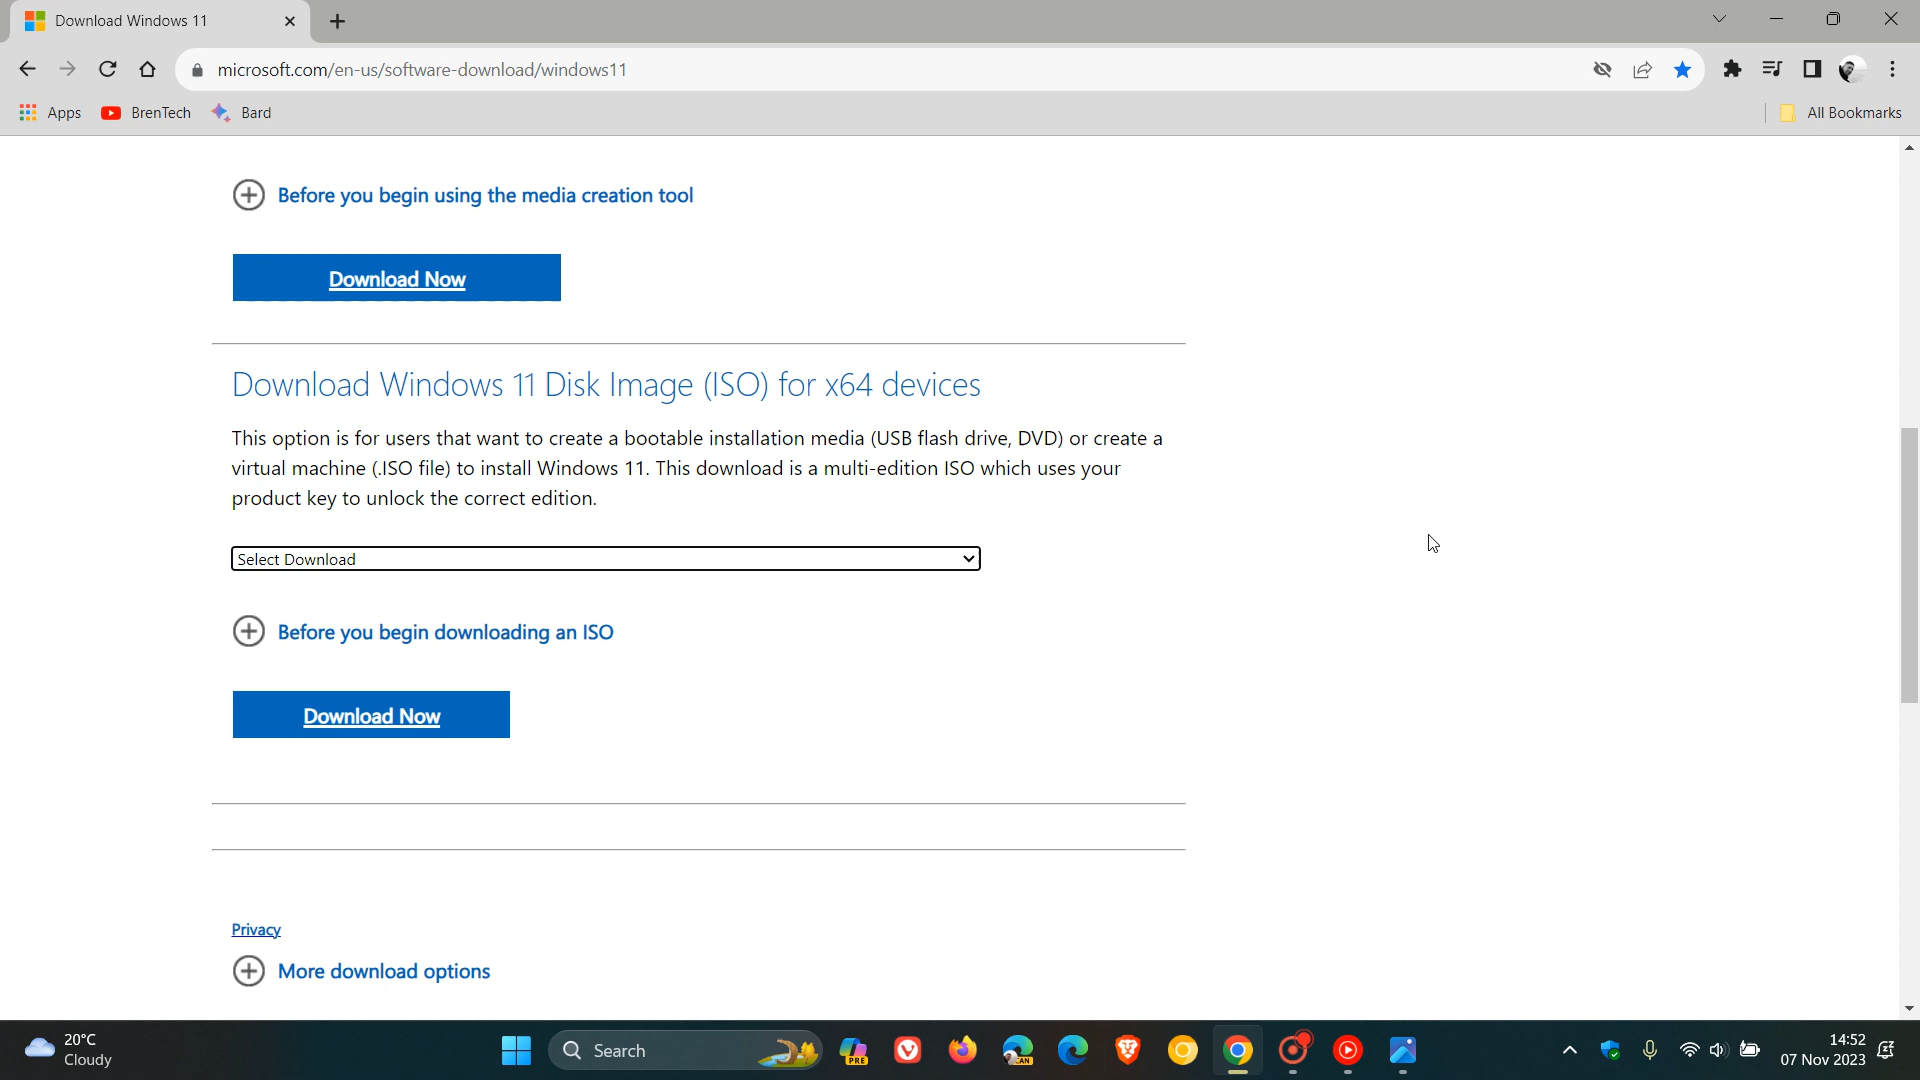 Download Windows 11
microsoft.com/en-us/software-download/windows11
Apps
BrenTech
Bard
All Bookmarks
Before you begin using the media creation tool
Download Now
Download Windows 11 Disk Image (ISO) for x64 devices
This option is for users that want to create a bootable installation media (USB flash drive, DVD) or create a
virtual machine (.ISO file) to install Windows 11. This download is a multi-edition ISO which uses your
product key to unlock the correct edition.
Select Download
Before you begin downloading an ISO
Download Now
Privacy
More download options
20°C
Cloudy
Search
PRE
CAN
14:52
07 Nov 2023